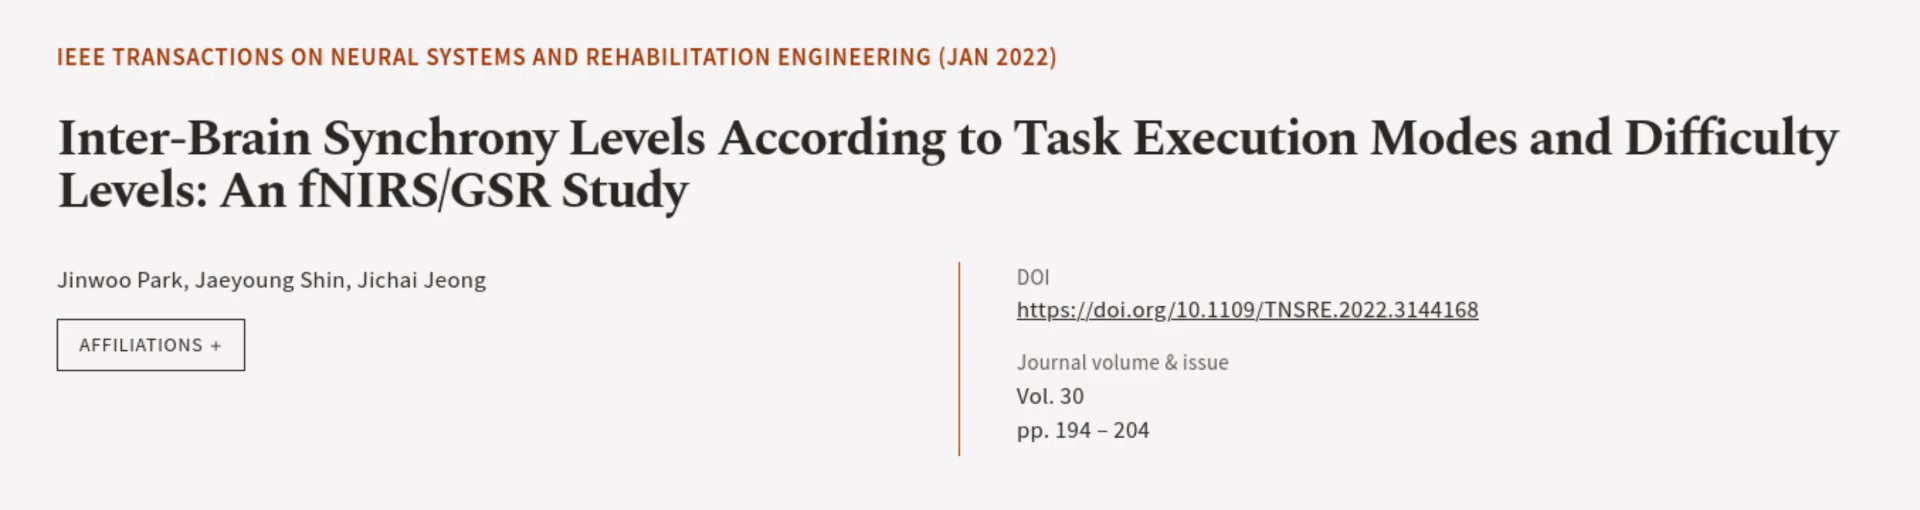 IEEE TRANSACTIONS ON NEURAL SYSTEMS AND REHABILITATION ENGINEERING (JAN 2022)
Inter-Brain Synchrony Levels According to Task Execution Modes and Difficulty
Levels: An fNIRS/GSR Study
Jinwoo Park, Jaeyoung Shin, Jichai Jeong
AFFILIATIONS +
DOI
https://doi.org/10.1109/TNSRE.2022.3144168
Journal volume & issue
Vol. 30
pp. 194 – 204